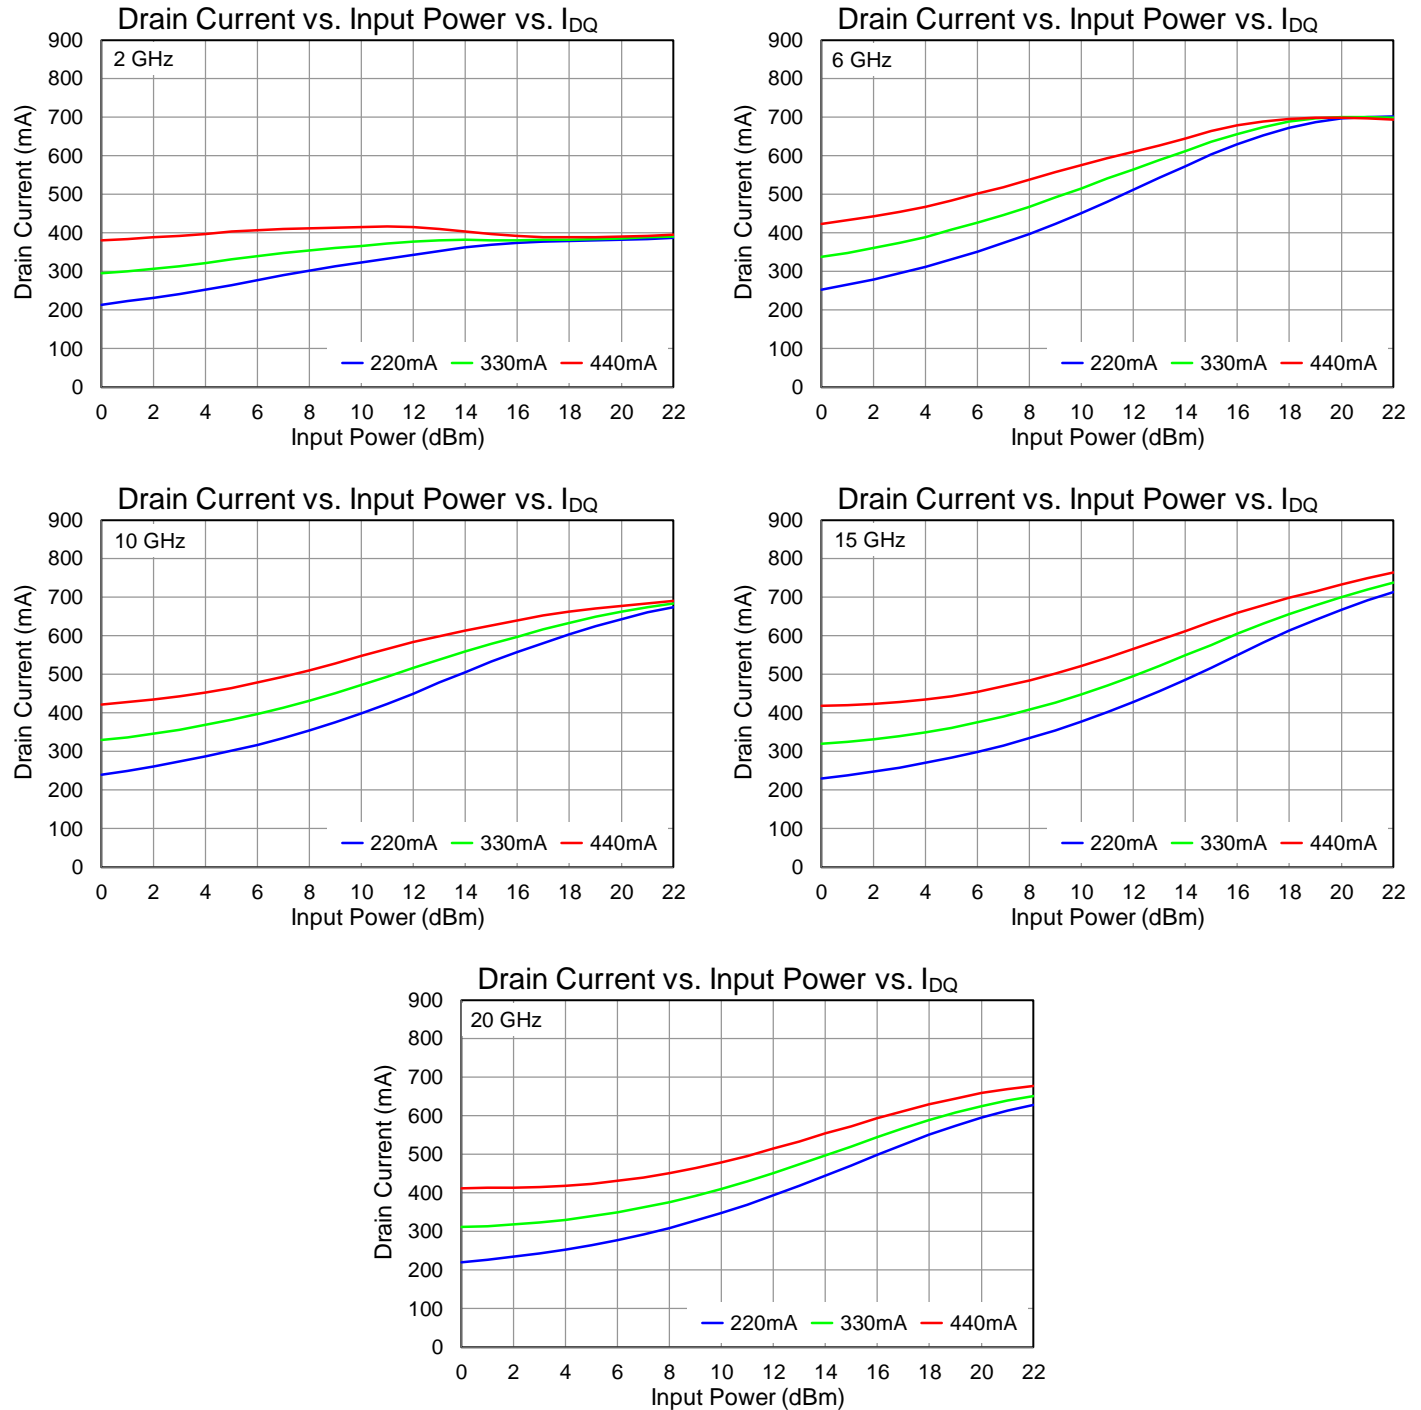 Drain Current vs. Input Power vs. IDQ
2 GHz
Drain Current (mA)
900
800
700
600
500
400
300
200
100
0
220mA 330mA 440mA
0 2 4 6 8 10 12 14 16 18 20 22
Input Power (dBm)
Drain Current vs. Input Power vs. IDQ
6 GHz
Drain Current (mA)
900
800
700
600
500
400
300
200
100
0
220mA 330mA 440mA
0 2 4 6 8 10 12 14 16 18 20 22
Input Power (dBm)
Drain Current vs. Input Power vs. IDQ
10 GHz
Drain Current (mA)
900
800
700
600
500
400
300
200
100
0
220mA 330mA 440mA
0 2 4 6 8 10 12 14 16 18 20 22
Input Power (dBm)
Drain Current vs. Input Power vs. IDQ
15 GHz
Drain Current (mA)
900
800
700
600
500
400
300
200
100
0
220mA 330mA 440mA
0 2 4 6 8 10 12 14 16 18 20 22
Input Power (dBm)
Drain Current vs. Input Power vs. IDQ
20 GHz
Drain Current (mA)
900
800
700
600
500
400
300
200
100
0
220mA 330mA 440mA
0 2 4 6 8 10 12 14 16 18 20 22
Input Power (dBm)